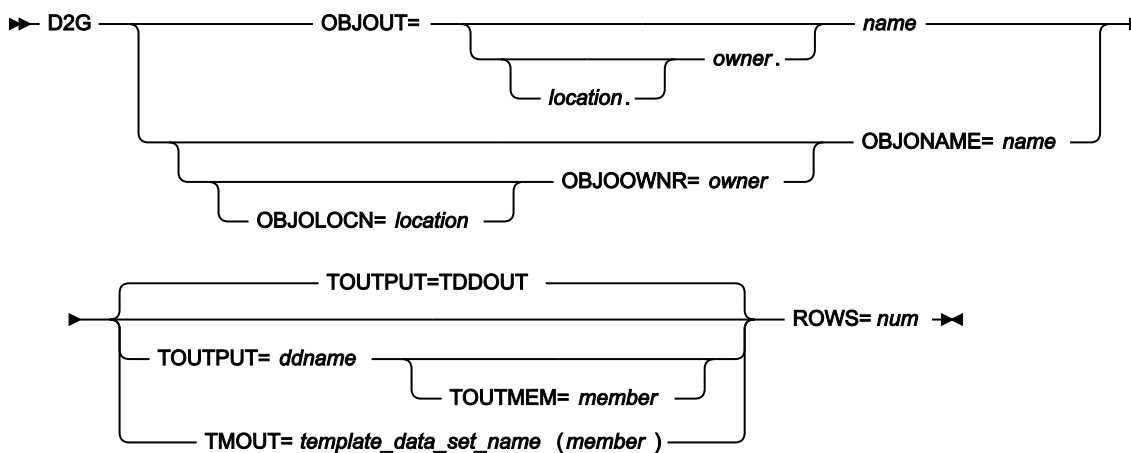 D2G OBJOUT= name
owner.
location.
OBJONAME= name
OBJOOWNR= owner
OBJOLOCN= location
TOUTPUT=TDDOUT
ROWS= num
TOUTPUT= ddname
TOUTMEM= member
TMOUT= template_data_set_name (member )